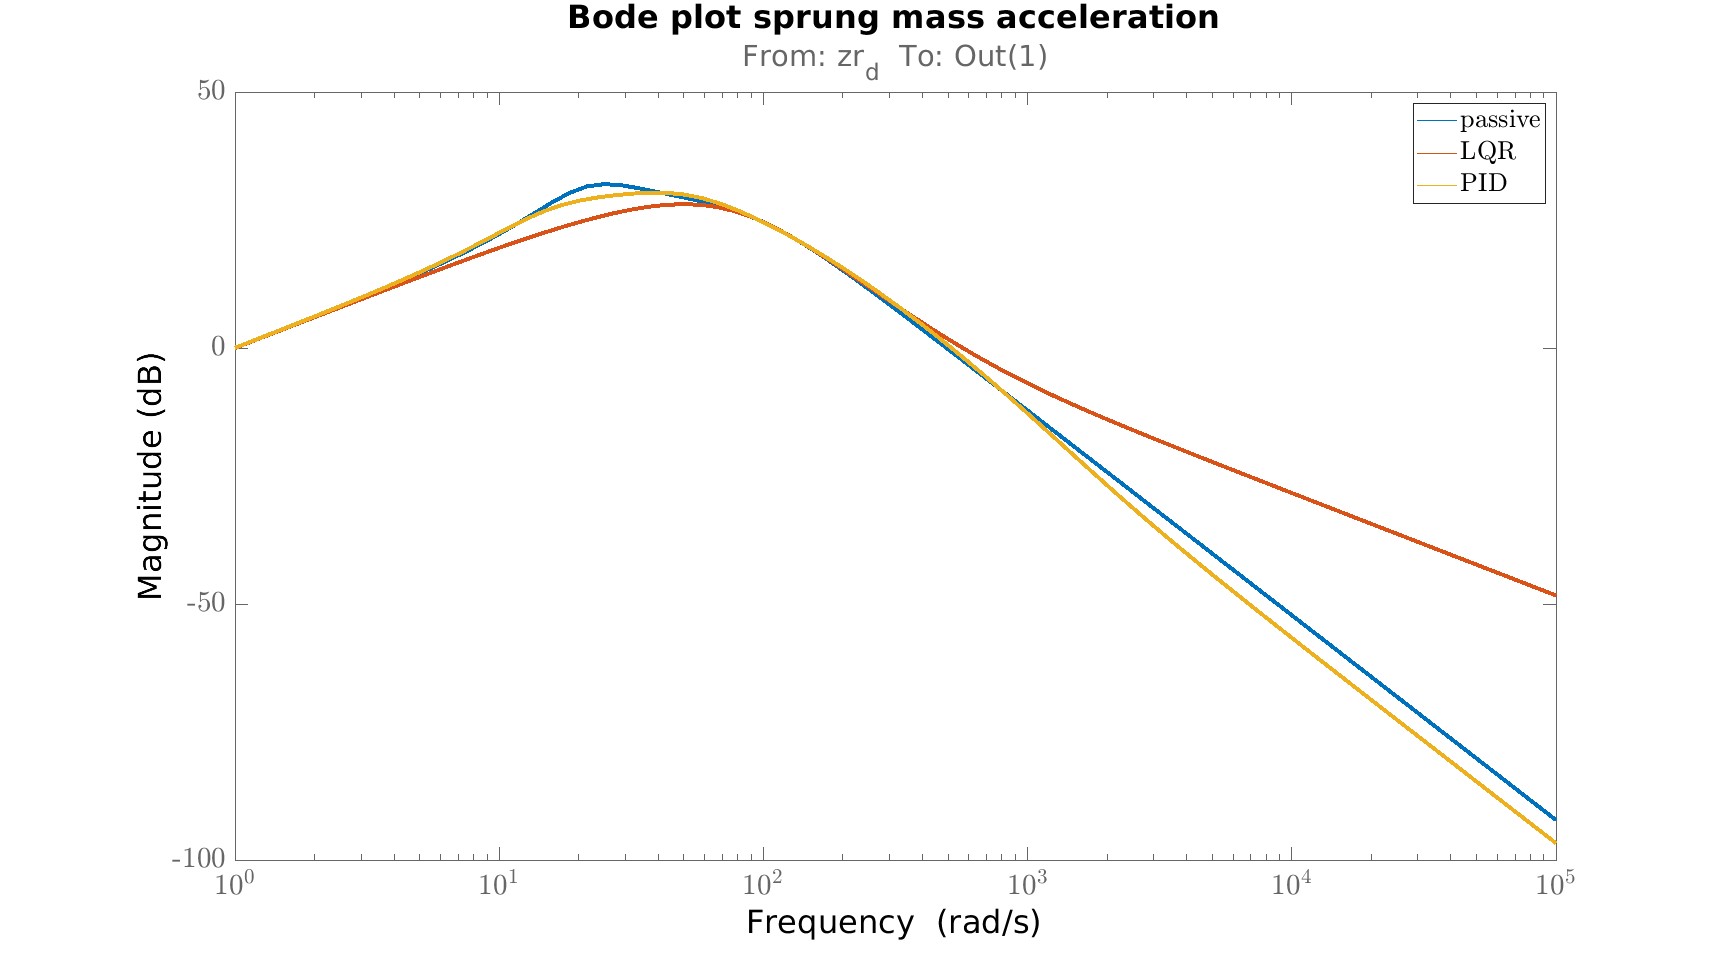 Bode plot sprung mass acceleration
From: zr_d To: Out(1)
Magnitude (dB)
50
0
-50
-100
passive
LQR
PID
10^0 10^1 10^2 10^3 10^4 10^5
Frequency (rad/s)